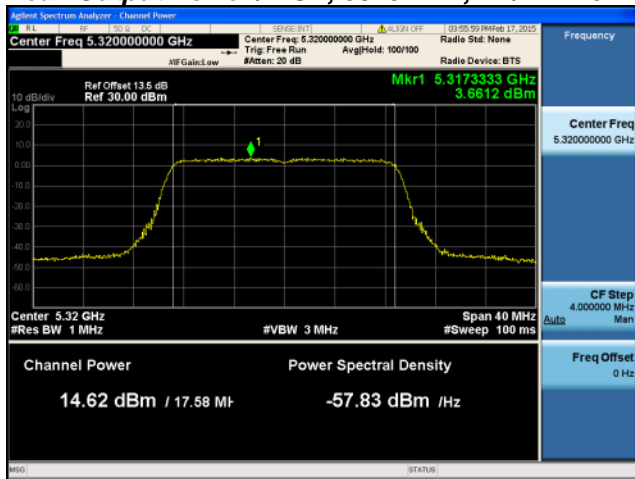 Agilent Spectrum Analyzer - Channel Power
RL RF 50 Ω DC SENSE:INT ALIGN OFF 03:55:59 PMFeb 17, 2015
Center Freq 5.320000000 GHz
Center Freq: 5.320000000 GHz
Radio Std: None
Trig: Free Run Avg|Hold: 100/100
#IFGain:Low #Atten: 20 dB Radio Device: BTS
Ref Offset 13.5 dB
Mkr1 5.3173333 GHz
10 dB/div Ref 30.00 dBm 3.6612 dBm
Log
20.0
10.0
1
0.00
-10.0
-20.0
-30.0
-40.0
-50.0
-60.0
Center 5.32 GHz Span 40 MHz
#Res BW 1 MHz #VBW 3 MHz #Sweep 100 ms
Channel Power Power Spectral Density
14.62 dBm / 17.58 MH -57.83 dBm /Hz
MSG STATUS
Frequency
Center Freq
5.320000000 GHz
CF Step
4.000000 MHz
Auto Man
Freq Offset
0 Hz